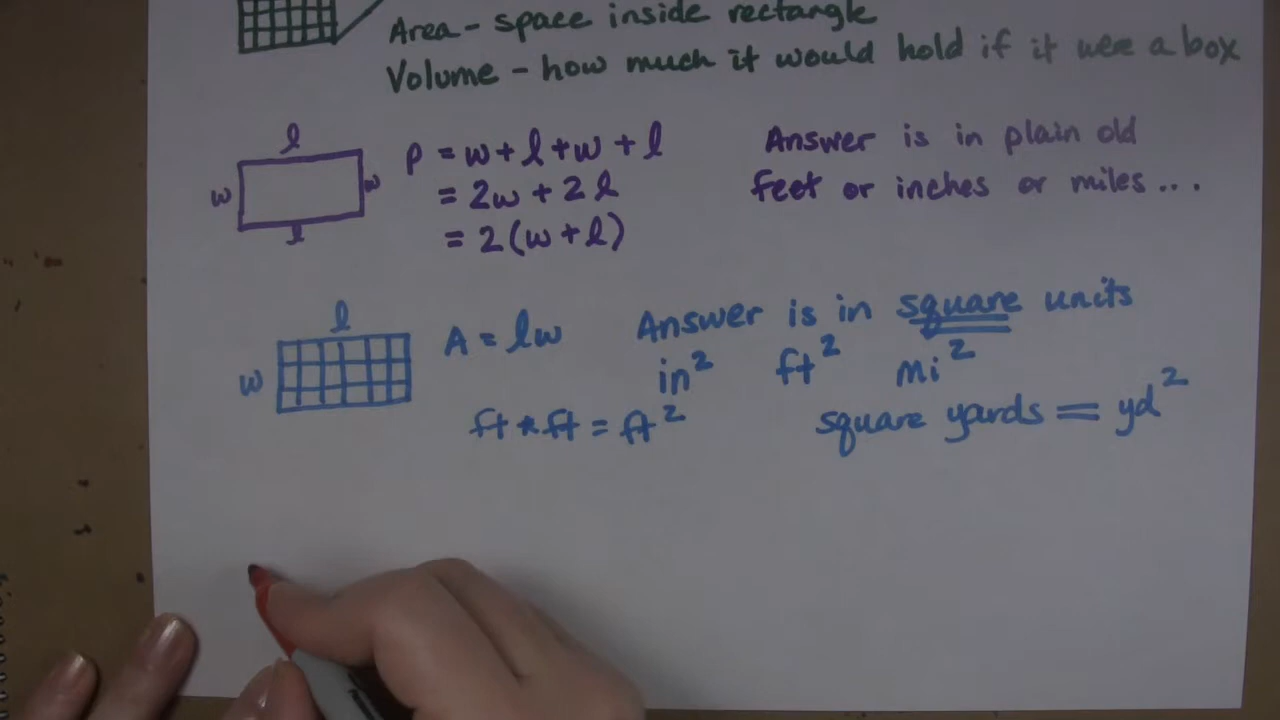 Area - space inside rectangle
Volume - how much it would hold if it were a box
l
w
w
l
P = w + l + w + l
= 2w + 2l
= 2(w + l)
Answer is in plain old
feet or inches or miles...
l
w
A = lw
Answer is in square units
in² ft² mi²
ft * ft = ft²
square yards = yd²